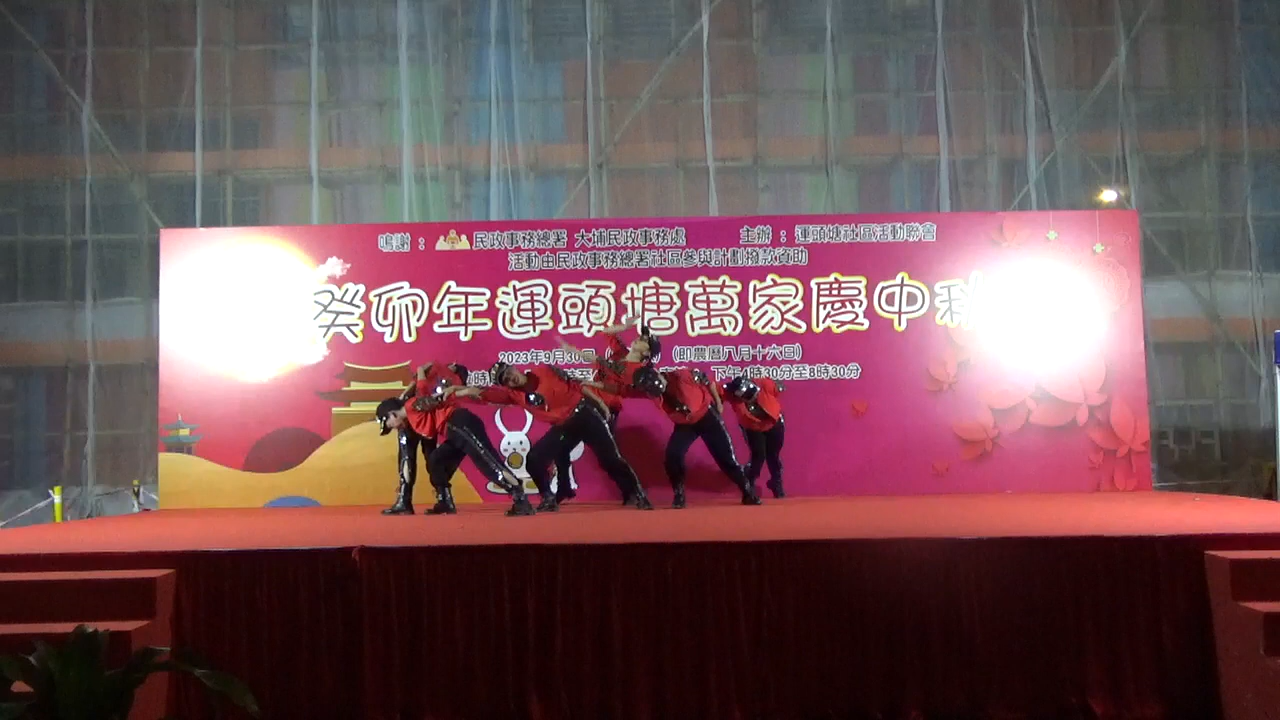 鳴謝： 民政事務總署 大埔民政事務處 主辦：運頭塘社區活動聯會
活動由民政事務總署社區參與計劃撥款資助
癸卯年運頭塘萬家慶中秋
2023年9月30日 (即農曆八月十六日)
下午4時30分至8時30分